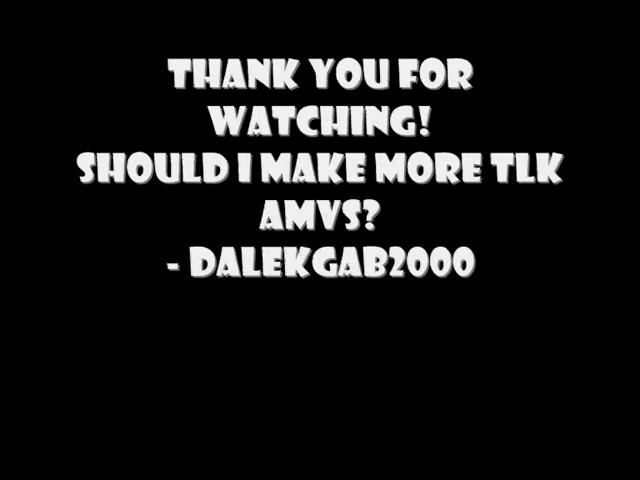 THANK YOU FOR
WATCHING!
SHOULD I MAKE MORE TLK
AMVS?
- DALEKGAB2000